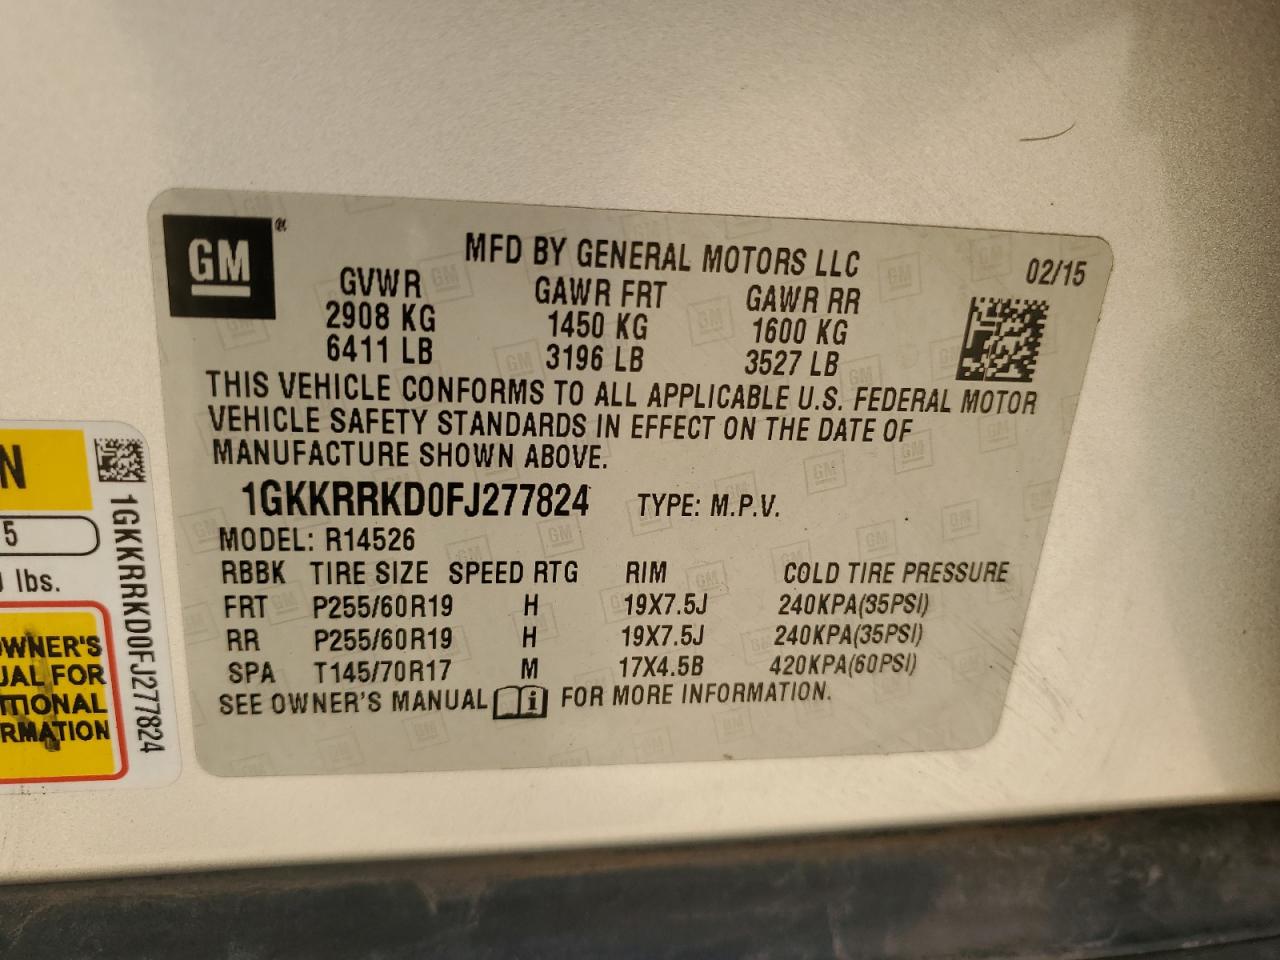 GM
MFD BY GENERAL MOTORS LLC
02/15
GVWR GAWR FRT GAWR RR
2908 KG 1450 KG 1600 KG
6411 LB 3196 LB 3527 LB
THIS VEHICLE CONFORMS TO ALL APPLICABLE U.S. FEDERAL MOTOR
VEHICLE SAFETY STANDARDS IN EFFECT ON THE DATE OF
MANUFACTURE SHOWN ABOVE.
1GKKRRKD0FJ277824 TYPE: M.P.V.
MODEL: R14526
RBBK TIRE SIZE SPEED RTG RIM COLD TIRE PRESSURE
FRT P255/60R19 H 19X7.5J 240KPA(35PSI)
RR P255/60R19 H 19X7.5J 240KPA(35PSI)
SPA T145/70R17 M 17X4.5B 420KPA(60PSI)
SEE OWNER'S MANUAL i FOR MORE INFORMATION.
N
5
lbs.
OWNER'S
UAL FOR
ITIONAL
RMATION
1GKKRRKD0FJ277824